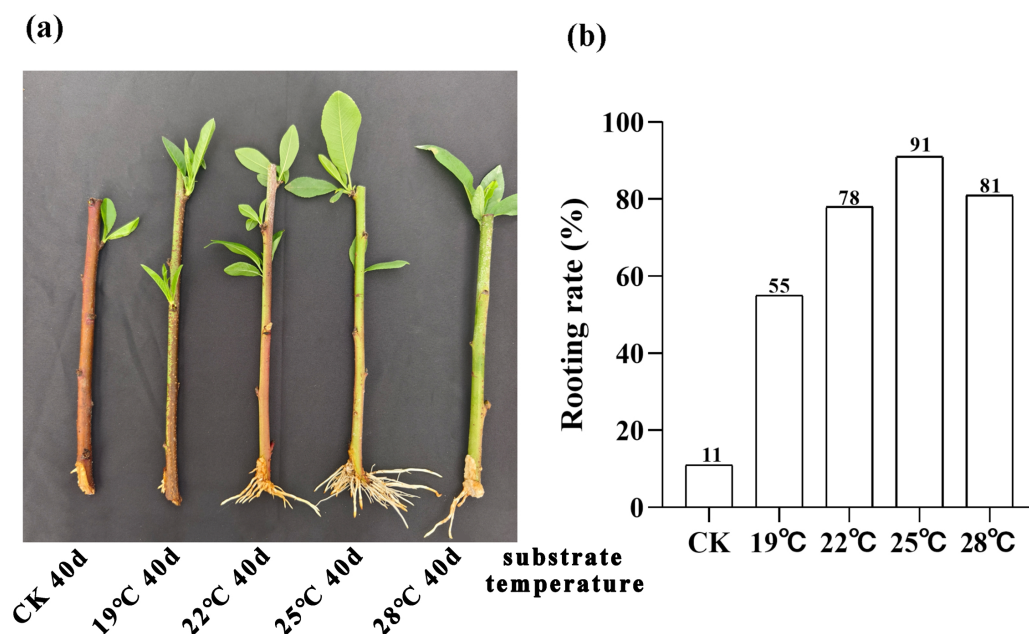 (a)
CK 40d
19℃ 40d
22℃ 40d
25℃ 40d
28℃ 40d
substrate
temperature
(b)
Rooting rate (%)
100
80
60
40
20
0
11
55
78
91
81
CK
19℃
22℃
25℃
28℃